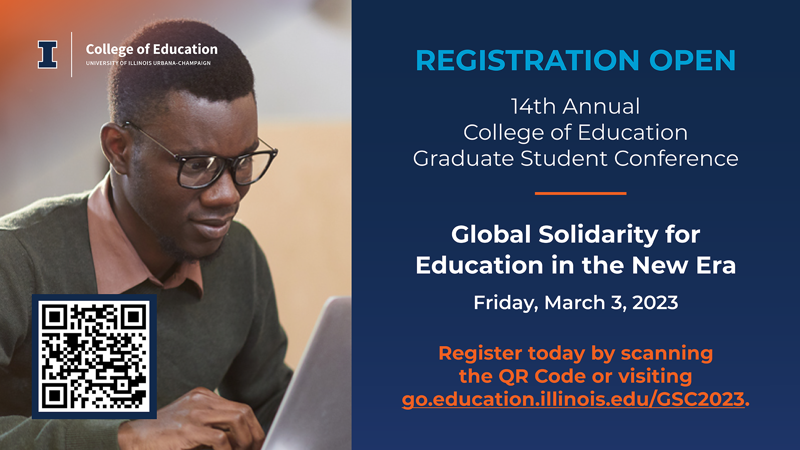 I
College of Education
UNIVERSITY OF ILLINOIS URBANA-CHAMPAIGN
REGISTRATION OPEN
14th Annual
College of Education
Graduate Student Conference
Global Solidarity for
Education in the New Era
Friday, March 3, 2023
Register today by scanning
the QR Code or visiting
go.education.illinois.edu/GSC2023.